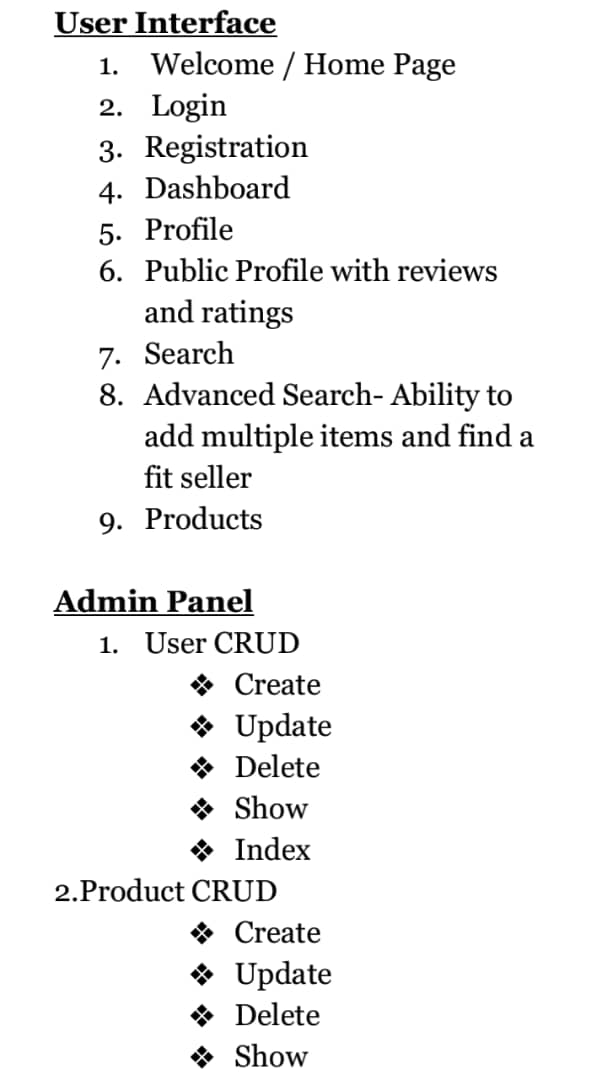 User Interface
1. Welcome / Home Page
2. Login
3. Registration
4. Dashboard
5. Profile
6. Public Profile with reviews
and ratings
7. Search
8. Advanced Search- Ability to
add multiple items and find a
fit seller
9. Products
Admin Panel
1. User CRUD
❖ Create
❖ Update
❖ Delete
❖ Show
❖ Index
2.Product CRUD
❖ Create
❖ Update
❖ Delete
❖ Show